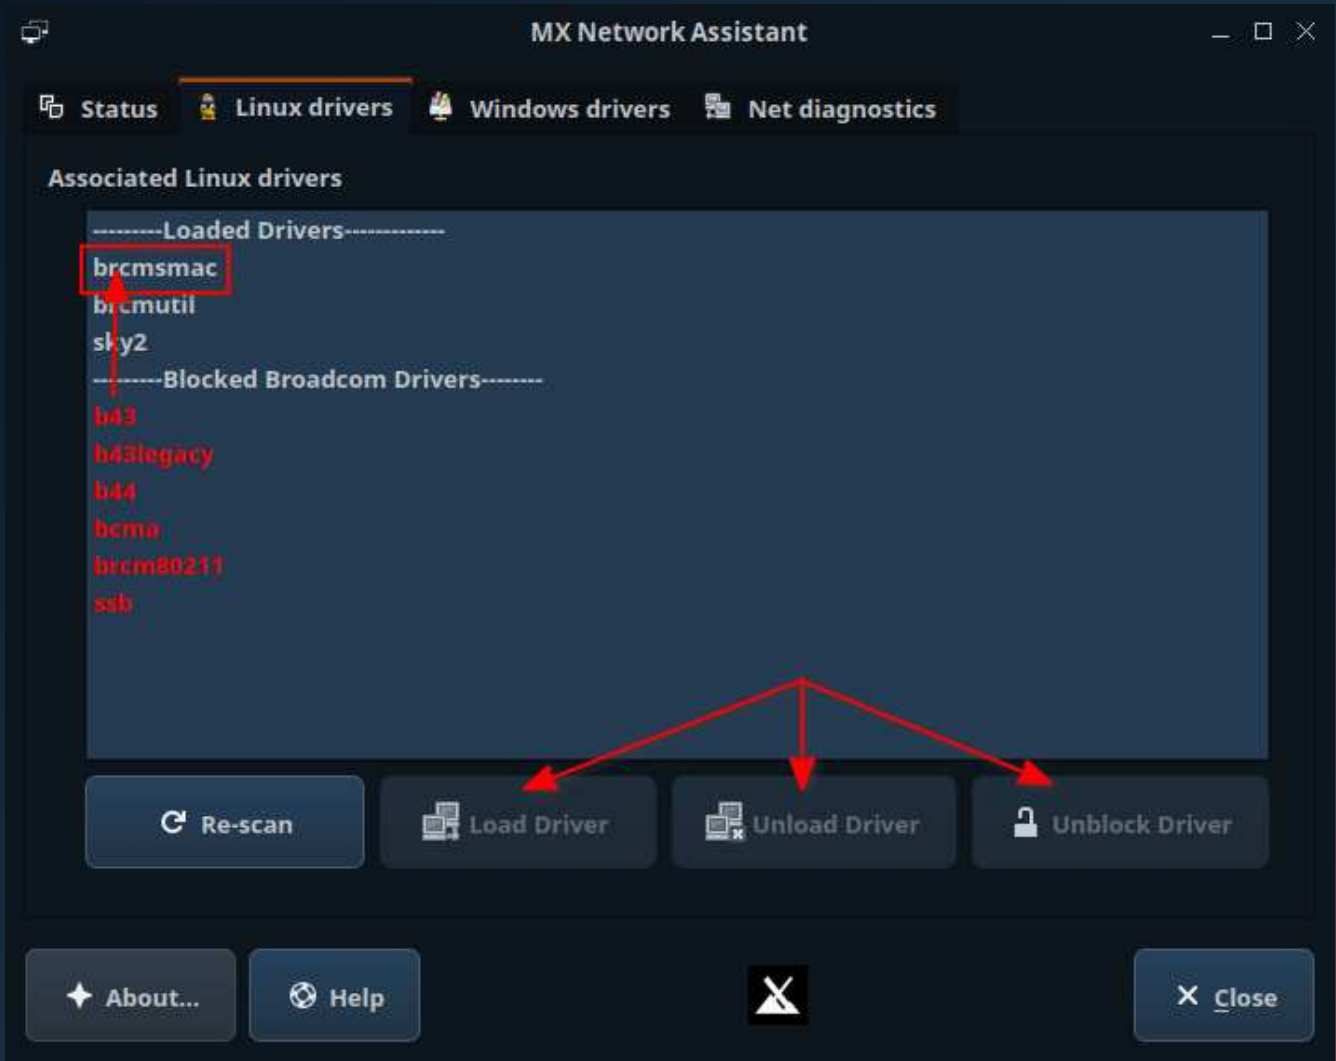 MX Network Assistant
Status Linux drivers Windows drivers Net diagnostics
Associated Linux drivers
---------Loaded Drivers-------------
brcmsmac
brcmutil
sky2
---------Blocked Broadcom Drivers--------
b43
b43legacy
b44
bcma
brcm80211
ssb
Re-scan Load Driver Unload Driver Unblock Driver
About... Help Close